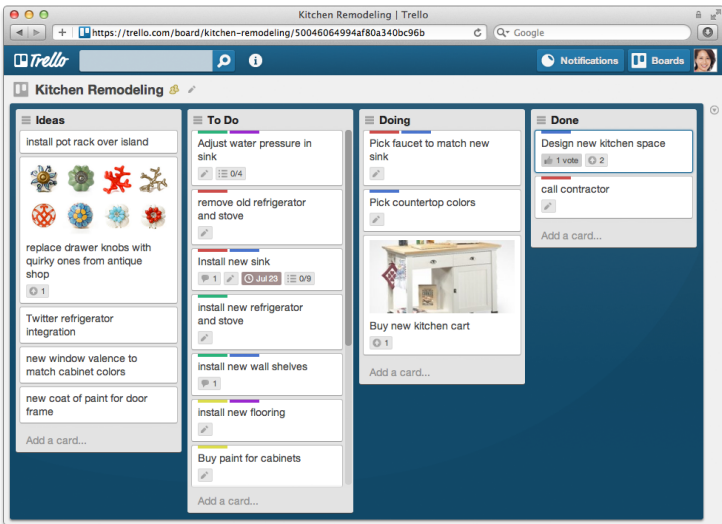 Kitchen Remodeling | Trello
https://trello.com/board/kitchen-remodeling/50046064994af80a340bc96b
Google
Trello
Notifications
Boards
Kitchen Remodeling
Ideas
install pot rack over island
replace drawer knobs with
quirky ones from antique
shop
1
Twitter refrigerator
integration
new window valence to
match cabinet colors
new coat of paint for door
frame
Add a card...
To Do
Adjust water pressure in
sink
0/4
remove old refrigerator
and stove
Install new sink
1 Jul 23 0/9
install new refrigerator
and stove
install new wall shelves
1
install new flooring
Buy paint for cabinets
Add a card...
Doing
Pick faucet to match new
sink
Pick countertop colors
Buy new kitchen cart
1
Add a card...
Done
Design new kitchen space
1 vote 2
call contractor
Add a card...